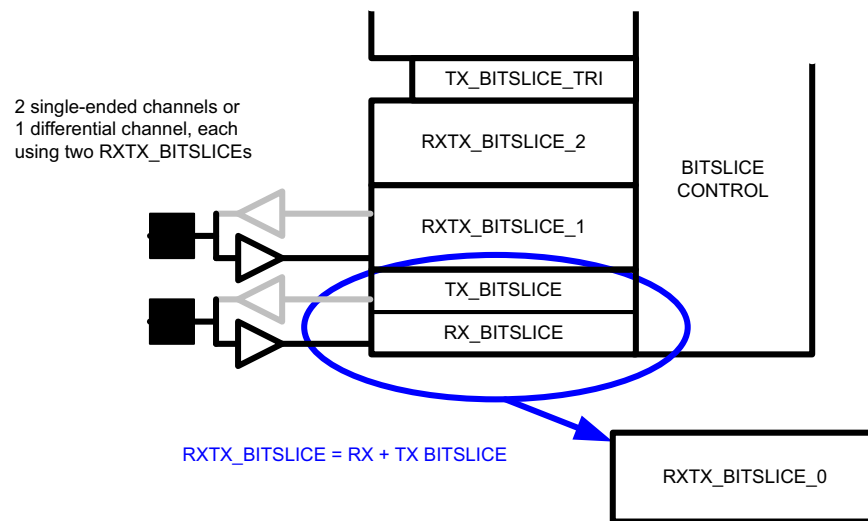 TX_BITSLICE_TRI
2 single-ended channels or
1 differential channel, each
using two RXTX_BITSLICEs
RXTX_BITSLICE_2
BITSLICE
CONTROL
RXTX_BITSLICE_1
TX_BITSLICE
RX_BITSLICE
RXTX_BITSLICE = RX + TX BITSLICE
RXTX_BITSLICE_0